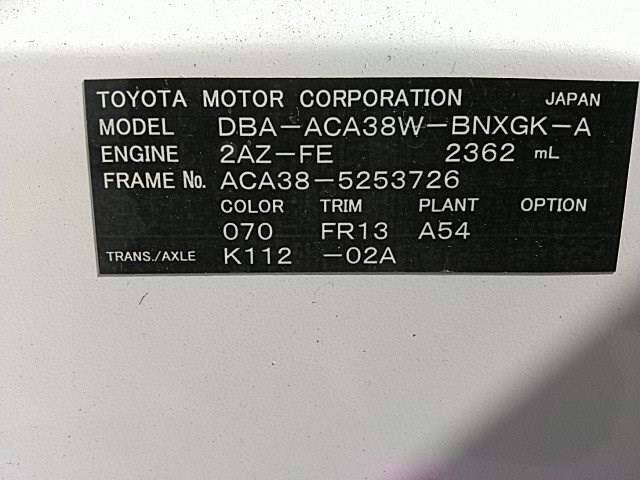 TOYOTA MOTOR CORPORATION JAPAN
MODEL DBA-ACA38W-BNXGK-A
ENGINE 2AZ-FE 2362 mL
FRAME No. ACA38-5253726
COLOR TRIM PLANT OPTION
070 FR13 A54
TRANS./AXLE K112 -02A